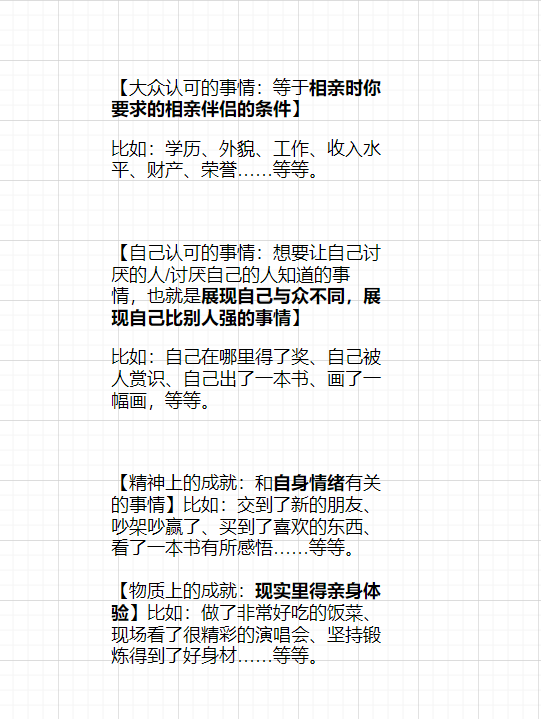 【大众认可的事情：等于相亲时你
要求的相亲伴侣的条件】
比如：学历、外貌、工作、收入水
平、财产、荣誉……等等。
【自己认可的事情：想要让自己讨
厌的人/讨厌自己的人知道的事
情，也就是展现自己与众不同，展
现自己比别人强的事情】
比如：自己在哪里得了奖、自己被
人赏识、自己出了一本书、画了一
幅画，等等。
【精神上的成就：和自身情绪有关
的事情】比如：交到了新的朋友、
吵架吵赢了、买到了喜欢的东西、
看了一本书有所感悟……等等。
【物质上的成就：现实里得亲身体
验】比如：做了非常好吃的饭菜、
现场看了很精彩的演唱会、坚持锻
炼得到了好身材……等等。